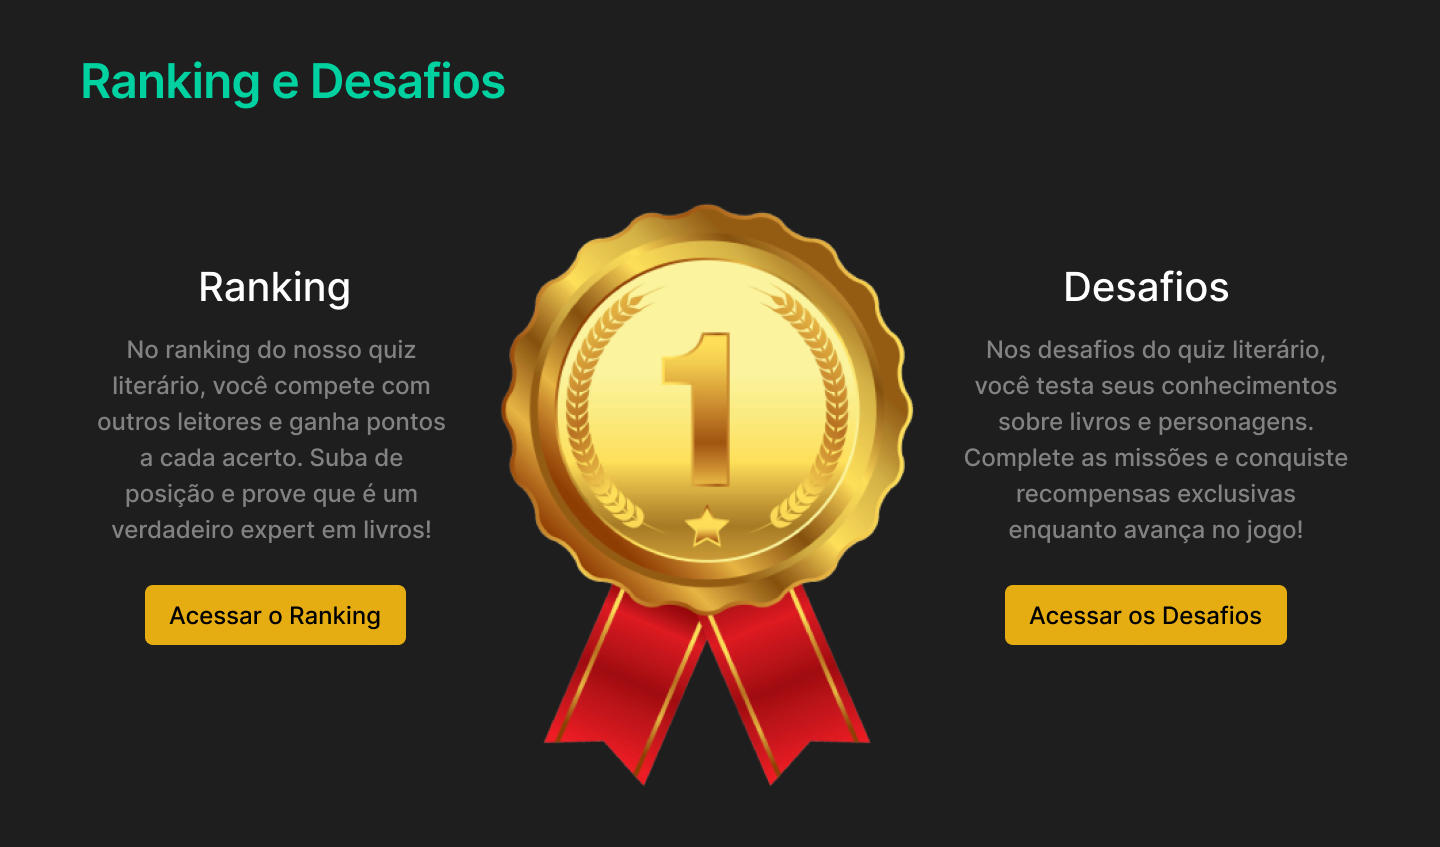 Ranking e Desafios
Ranking
No ranking do nosso quiz
literário, você compete com
outros leitores e ganha pontos
a cada acerto. Suba de
posição e prove que é um
verdadeiro expert em livros!
Acessar o Ranking
1
Desafios
Nos desafios do quiz literário,
você testa seus conhecimentos
sobre livros e personagens.
Complete as missões e conquiste
recompensas exclusivas
enquanto avança no jogo!
Acessar os Desafios